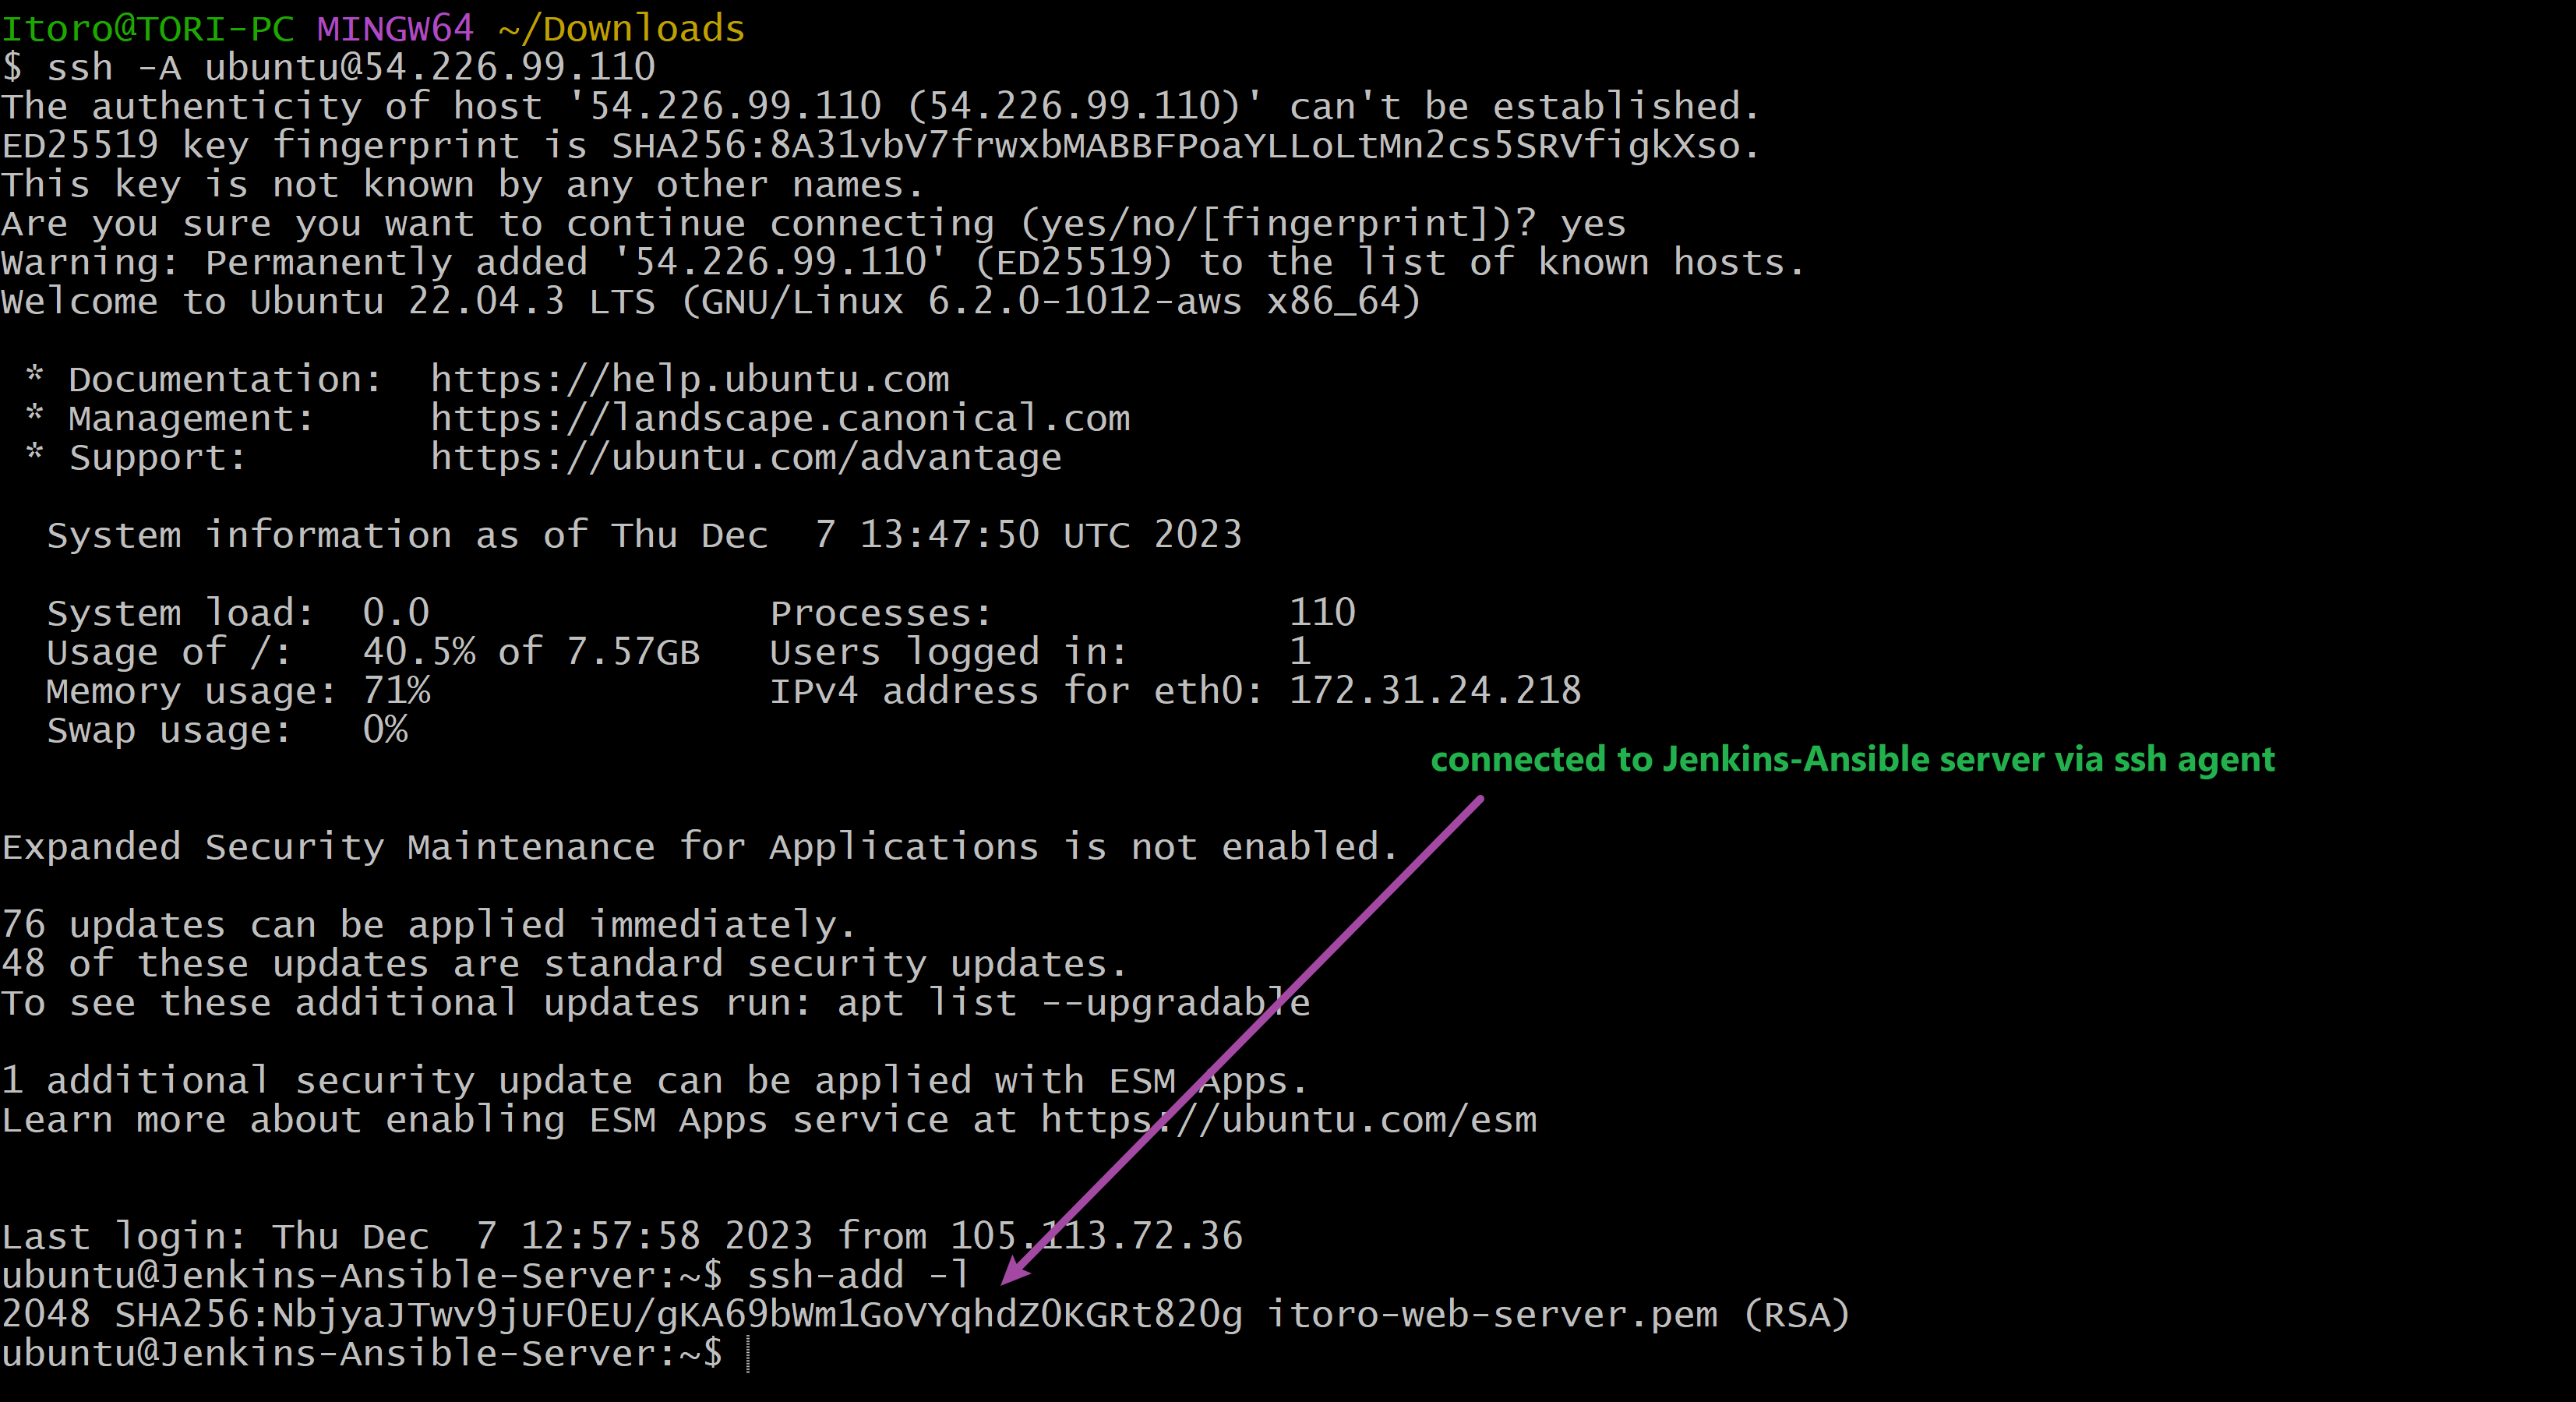 Itoro@TORI-PC MINGW64 ~/Downloads
$ ssh -A ubuntu@54.226.99.110
The authenticity of host '54.226.99.110 (54.226.99.110)' can't be established.
ED25519 key fingerprint is SHA256:8A31vbV7frwxbMABBFPoaYLLoLtMn2cs5SRVfigkXso.
This key is not known by any other names.
Are you sure you want to continue connecting (yes/no/[fingerprint])? yes
Warning: Permanently added '54.226.99.110' (ED25519) to the list of known hosts.
Welcome to Ubuntu 22.04.3 LTS (GNU/Linux 6.2.0-1012-aws x86_64)
* Documentation:  https://help.ubuntu.com
* Management:     https://landscape.canonical.com
* Support:        https://ubuntu.com/advantage
System information as of Thu Dec  7 13:47:50 UTC 2023
System load:  0.0               Processes:             110
Usage of /:   40.5% of 7.57GB   Users logged in:       1
Memory usage: 71%               IPv4 address for eth0: 172.31.24.218
Swap usage:   0%
connected to Jenkins-Ansible server via ssh agent
Expanded Security Maintenance for Applications is not enabled.
76 updates can be applied immediately.
48 of these updates are standard security updates.
To see these additional updates run: apt list --upgradable
1 additional security update can be applied with ESM Apps.
Learn more about enabling ESM Apps service at https://ubuntu.com/esm
Last login: Thu Dec  7 12:57:58 2023 from 105.113.72.36
ubuntu@Jenkins-Ansible-Server:~$ ssh-add -l
2048 SHA256:NbjyaJTwv9jUF0EU/gKA69bWm1GoVYqhdZ0KGRt820g itoro-web-server.pem (RSA)
ubuntu@Jenkins-Ansible-Server:~$